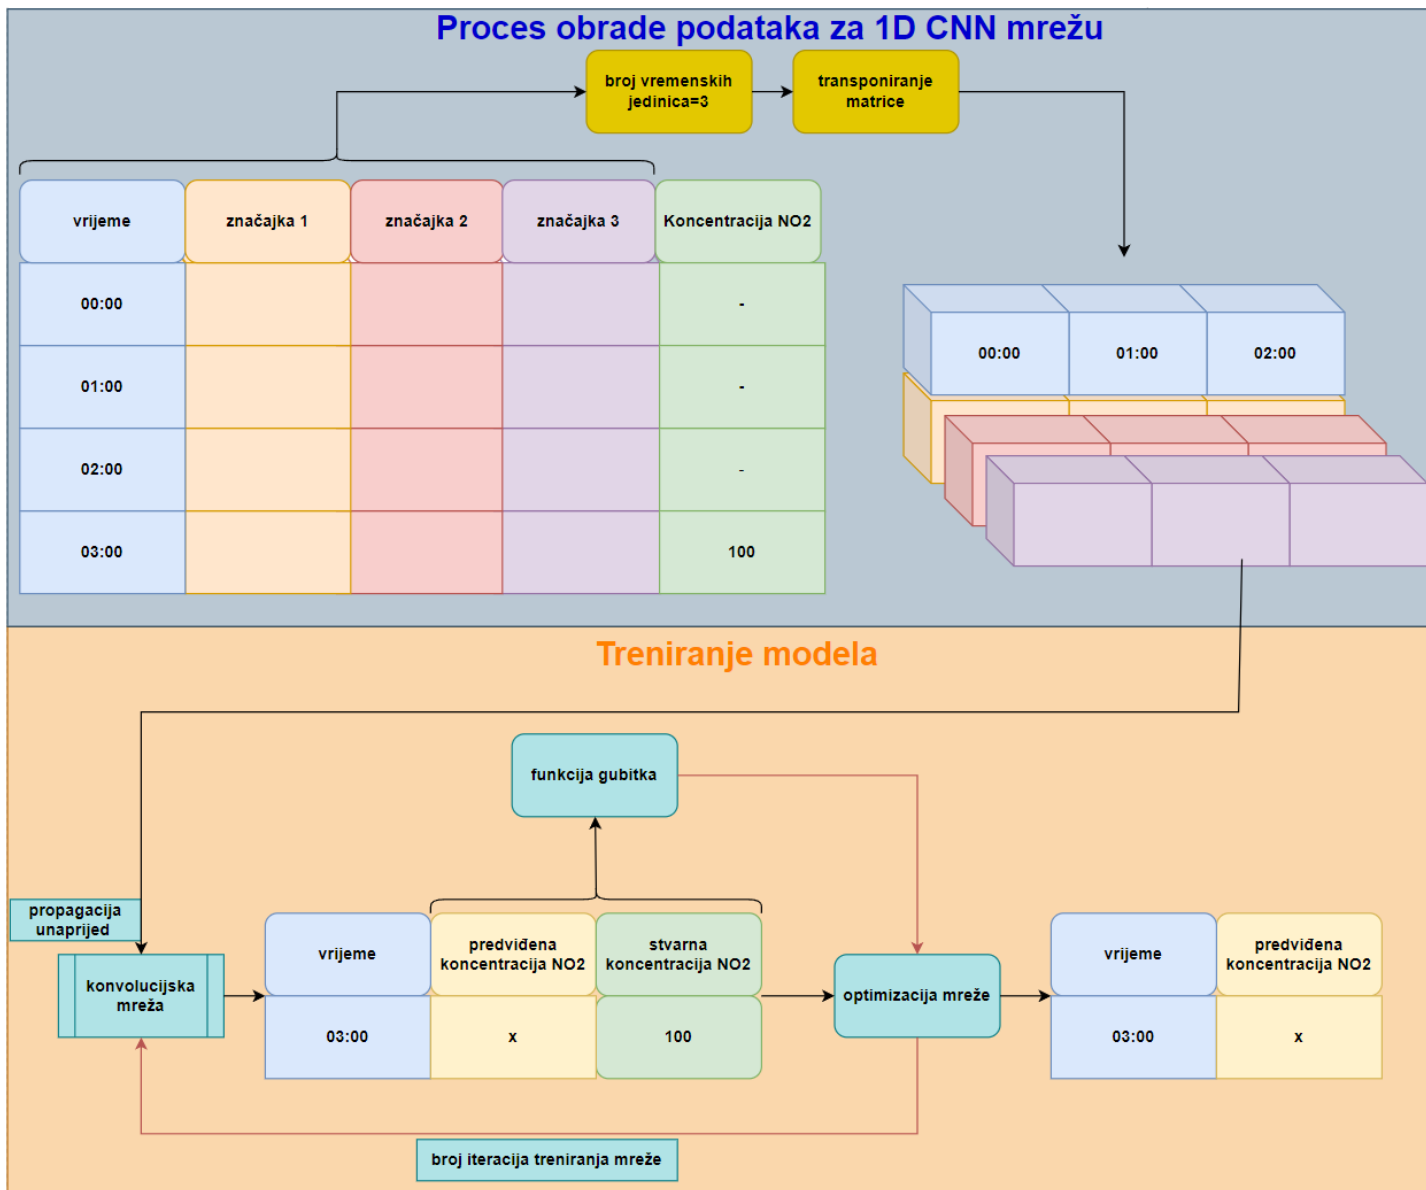 Proces obrade podataka za 1D CNN mrežu
broj vremenskih
jedinica=3
transponiranje
matrice
vrijeme
značajka 1
značajka 2
značajka 3
Koncentracija NO2
00:00
-
01:00
-
02:00
-
03:00
100
00:00
01:00
02:00
Treniranje modela
funkcija gubitka
propagacija
unaprijed
konvolucijska
mreža
vrijeme
predviđena
koncentracija NO2
stvarna
koncentracija NO2
03:00
x
100
optimizacija mreže
vrijeme
predviđena
koncentracija NO2
03:00
x
broj iteracija treniranja mreže